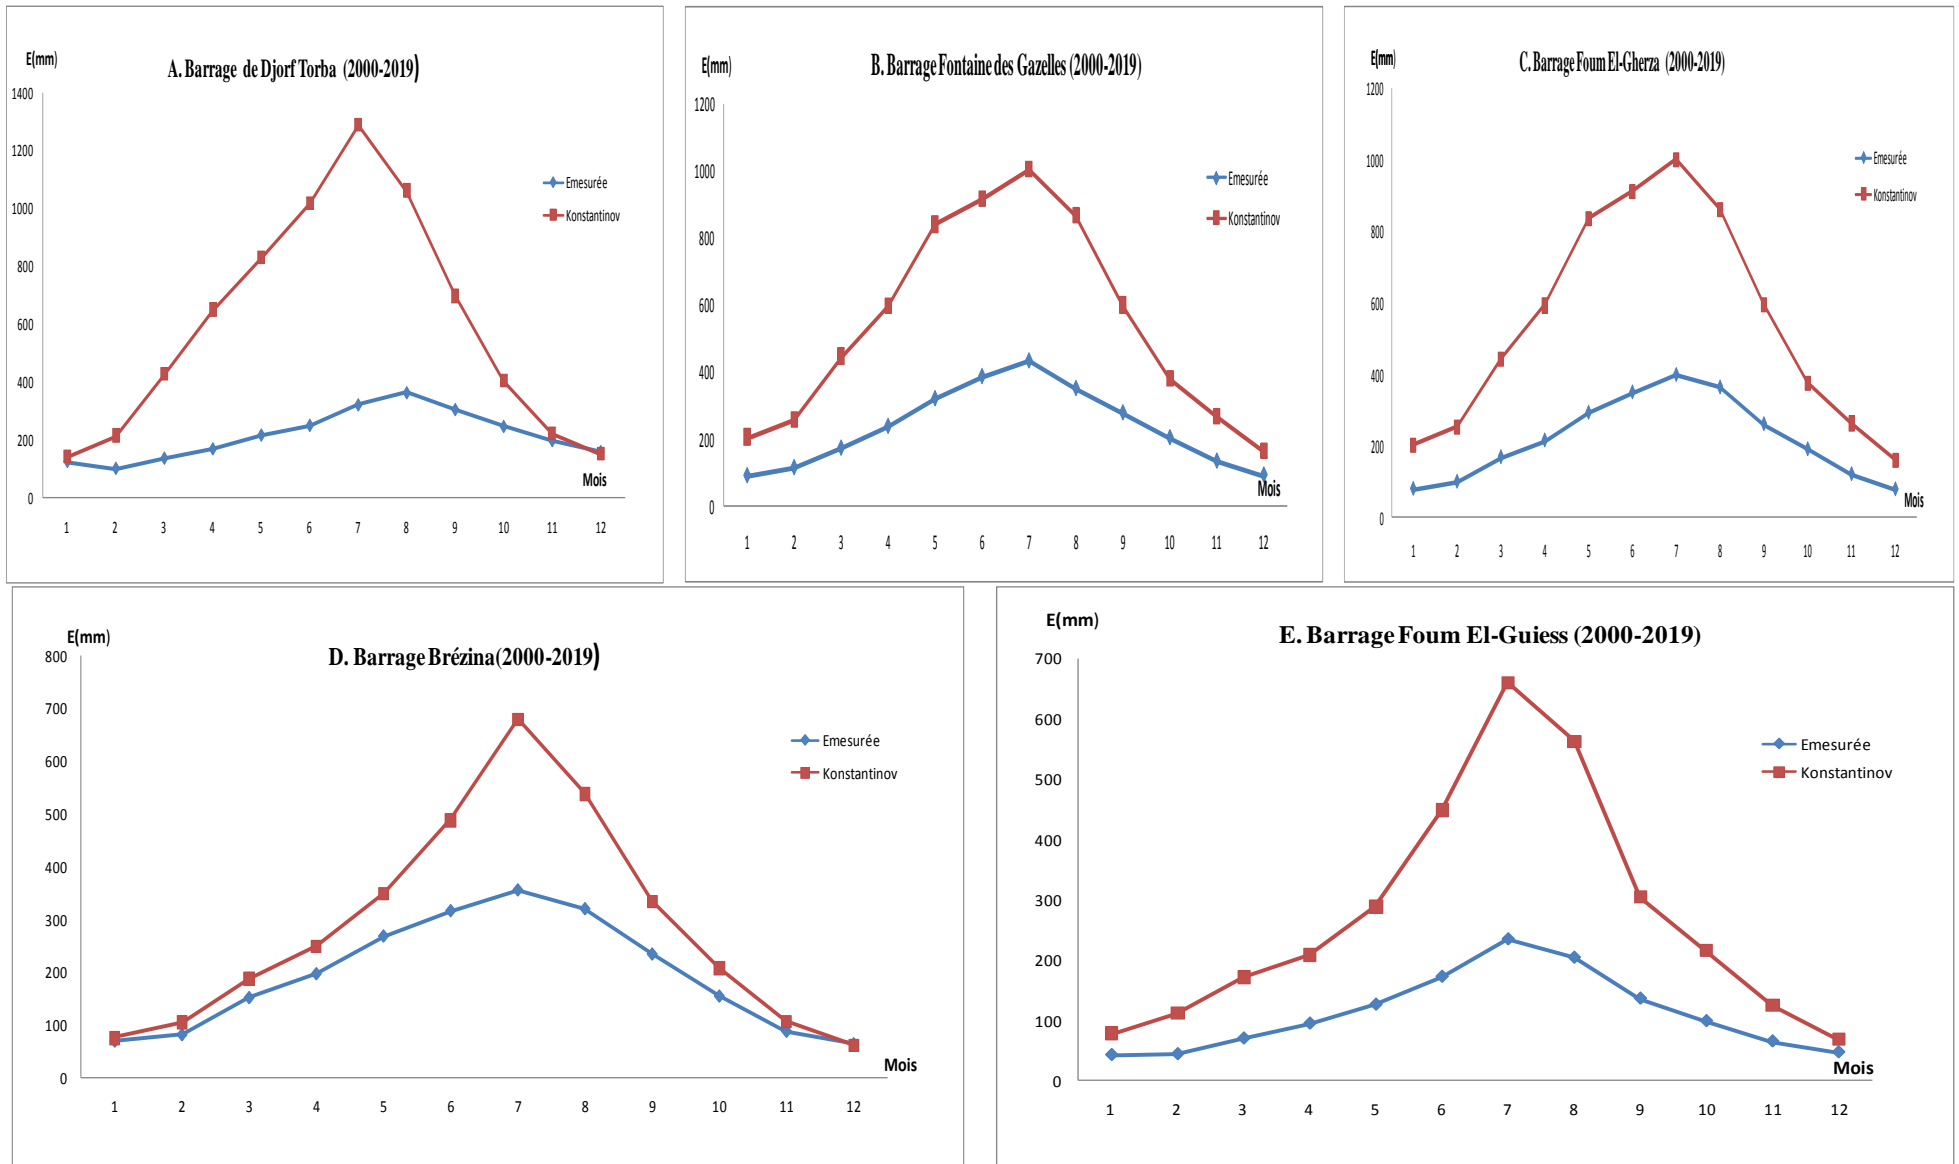 E(mm)
A. Barrage de Djorf Torba (2000-2019)
1400
1200
1000
800
600
400
200
0
Emesurée
Konstantinov
Mois
1 2 3 4 5 6 7 8 9 10 11 12
E(mm)
B. Barrage Fontaine des Gazelles (2000-2019)
1200
1000
800
600
400
200
0
Emesurée
Konstantinov
Mois
1 2 3 4 5 6 7 8 9 10 11 12
E(mm)
C. Barrage Foum El-Gherza (2000-2019)
1200
1000
800
600
400
200
0
Emesurée
Konstantinov
Mois
1 2 3 4 5 6 7 8 9 10 11 12
E(mm)
D. Barrage Brézina(2000-2019)
800
700
600
500
400
300
200
100
0
Emesurée
Konstantinov
Mois
1 2 3 4 5 6 7 8 9 10 11 12
E(mm)
E. Barrage Foum El-Guiess (2000-2019)
700
600
500
400
300
200
100
0
Emesurée
Konstantinov
Mois
1 2 3 4 5 6 7 8 9 10 11 12